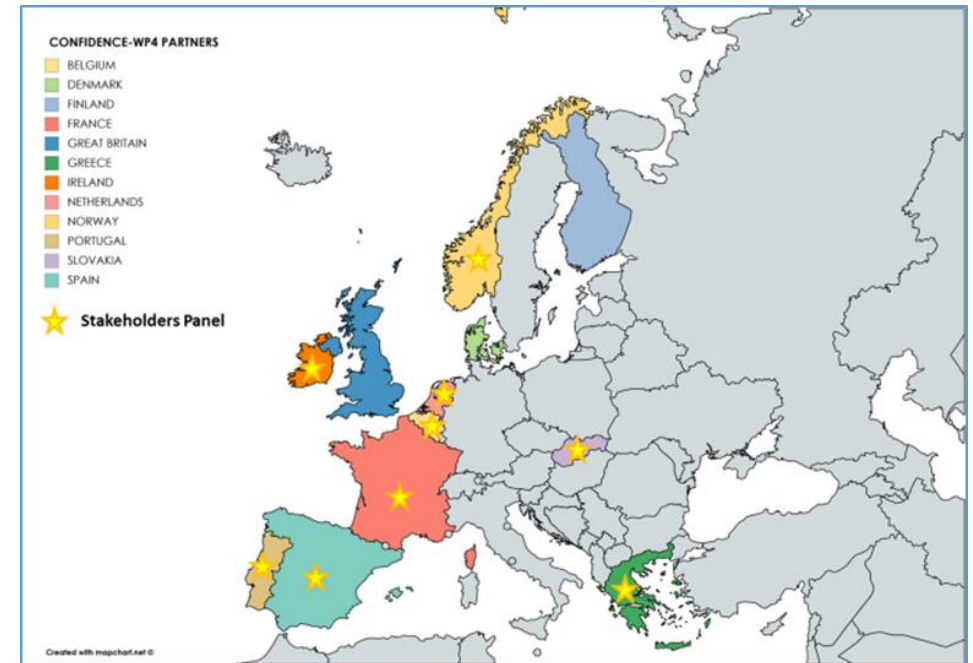 CONFIDENCE-WP4 PARTNERS
BELGIUM
DENMARK
FINLAND
FRANCE
GREAT BRITAIN
GREECE
IRELAND
NETHERLANDS
NORWAY
PORTUGAL
SLOVAKIA
SPAIN
Stakeholders Panel
Created with mapchart.net ©